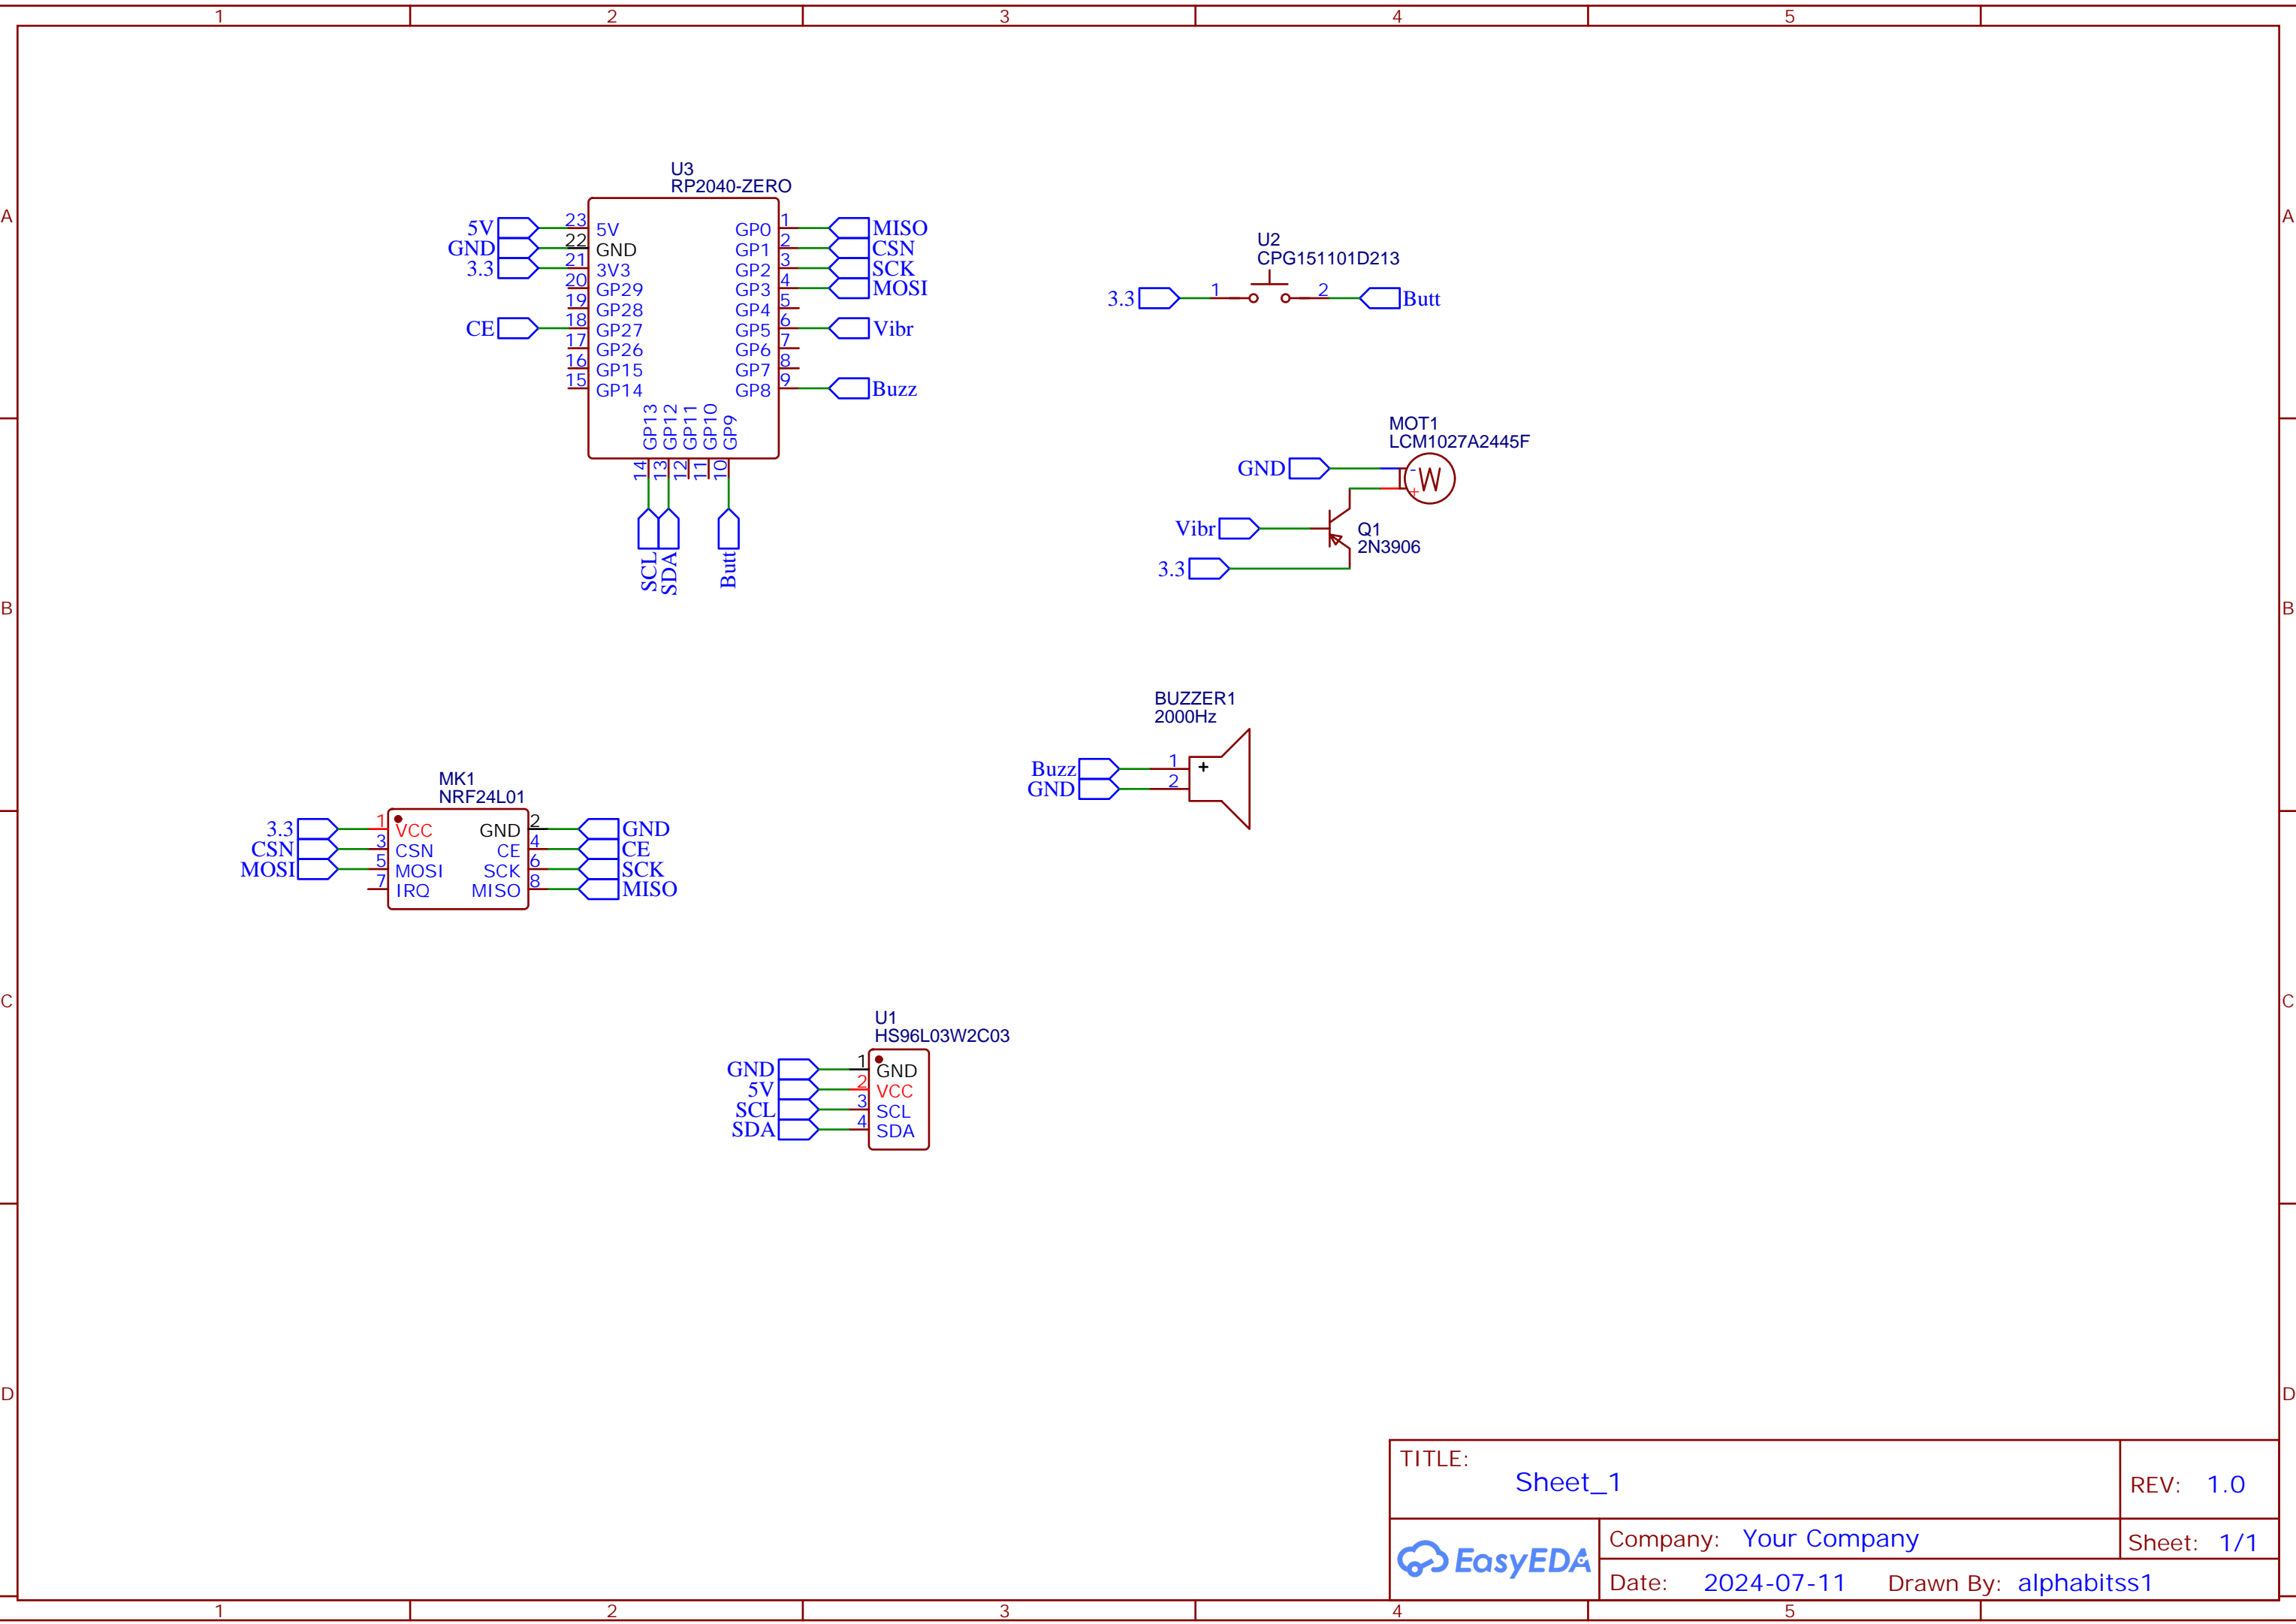 1 2 3 4 5
A A
B B
C C
D D
U3
RP2040-ZERO
5V 23 5V GP0 1 MISO
GND 22 GND GP1 2 CSN
3.3 21 3V3 GP2 3 SCK
20 GP29 GP3 4 MOSI
19 GP28 GP4 5
CE 18 GP27 GP5 6 Vibr
17 GP26 GP6 7
16 GP15 GP7 8
15 GP14 GP8 9 Buzz
GP13 GP12 GP11 GP10 GP9
14 13 12 11 10
SCL SDA Butt
U2
CPG151101D213
3.3 1 2 Butt
MOT1
LCM1027A2445F
GND - W
+
Vibr Q1
2N3906
3.3
BUZZER1
2000Hz
Buzz 1 +
GND 2
MK1
NRF24L01
3.3 1 VCC GND 2 GND
CSN 3 CSN CE 4 CE
MOSI 5 MOSI SCK 6 SCK
7 IRQ MISO 8 MISO
U1
HS96L03W2C03
GND 1 GND
5V 2 VCC
SCL 3 SCL
SDA 4 SDA
TITLE:
Sheet_1
REV: 1.0
EasyEDA
Company: Your Company
Sheet: 1/1
Date: 2024-07-11 Drawn By: alphabitss1
1 2 3 4 5